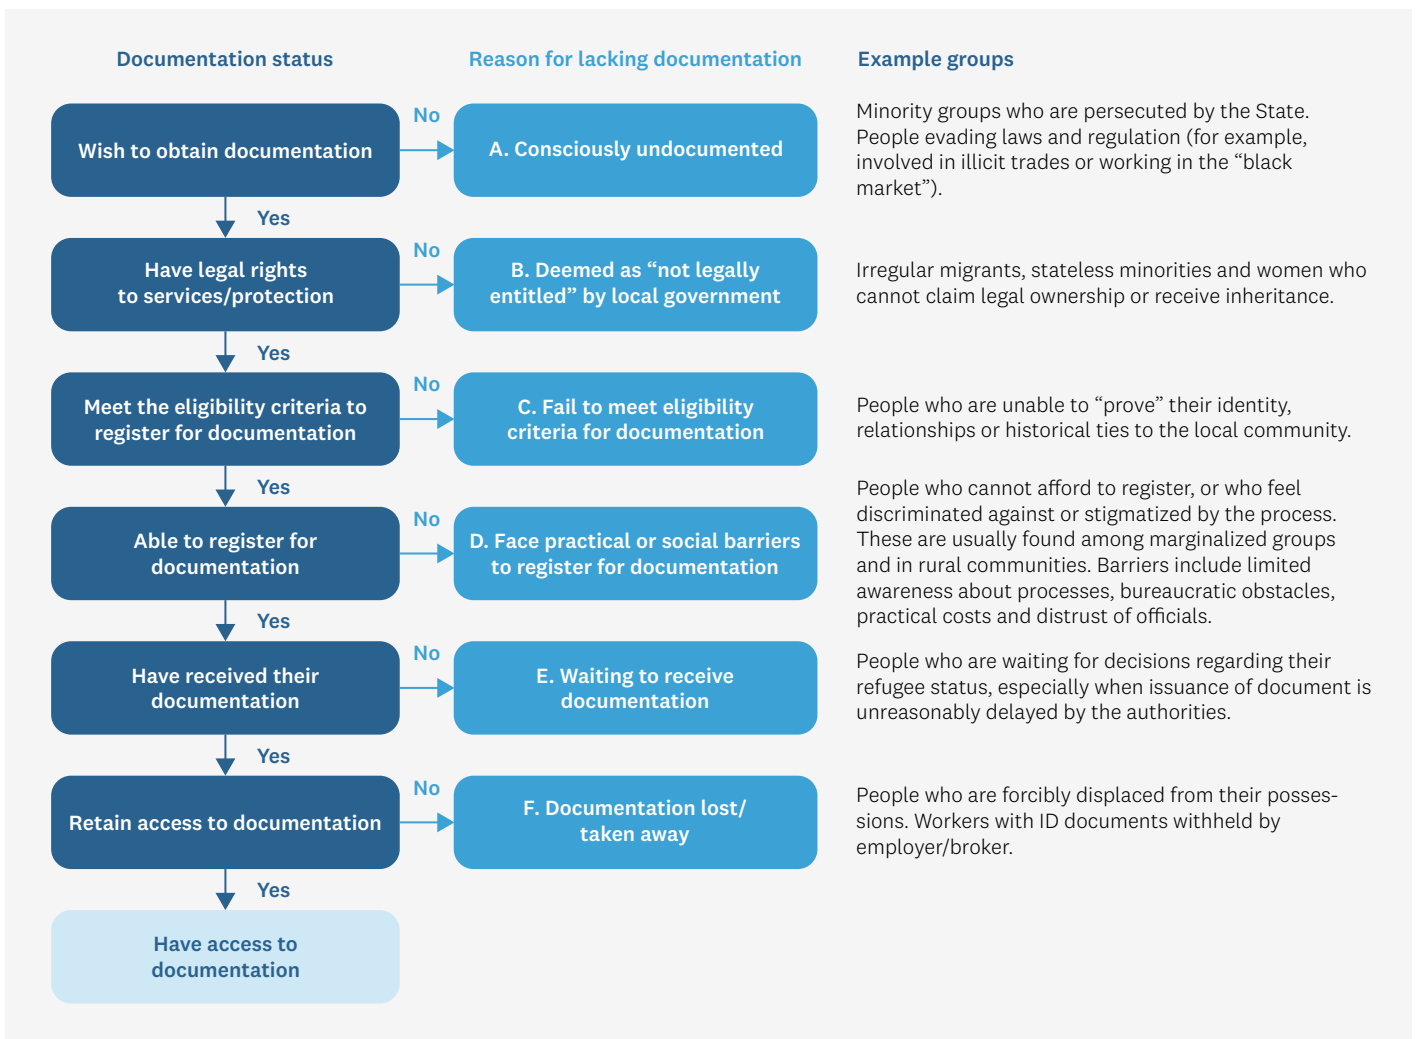 Documentation status
Reason for lacking documentation
Example groups
Wish to obtain documentation
No
A. Consciously undocumented
Minority groups who are persecuted by the State.
People evading laws and regulation (for example,
involved in illicit trades or working in the “black
market”).
Yes
Have legal rights
to services/protection
No
B. Deemed as “not legally
entitled” by local government
Irregular migrants, stateless minorities and women who
cannot claim legal ownership or receive inheritance.
Yes
Meet the eligibility criteria to
register for documentation
No
C. Fail to meet eligibility
criteria for documentation
People who are unable to “prove” their identity,
relationships or historical ties to the local community.
Yes
Able to register for
documentation
No
D. Face practical or social barriers
to register for documentation
People who cannot afford to register, or who feel
discriminated against or stigmatized by the process.
These are usually found among marginalized groups
and in rural communities. Barriers include limited
awareness about processes, bureaucratic obstacles,
practical costs and distrust of officials.
Yes
Have received their
documentation
No
E. Waiting to receive
documentation
People who are waiting for decisions regarding their
refugee status, especially when issuance of document is
unreasonably delayed by the authorities.
Yes
Retain access to documentation
No
F. Documentation lost/
taken away
People who are forcibly displaced from their posses-
sions. Workers with ID documents withheld by
employer/broker.
Yes
Have access to
documentation